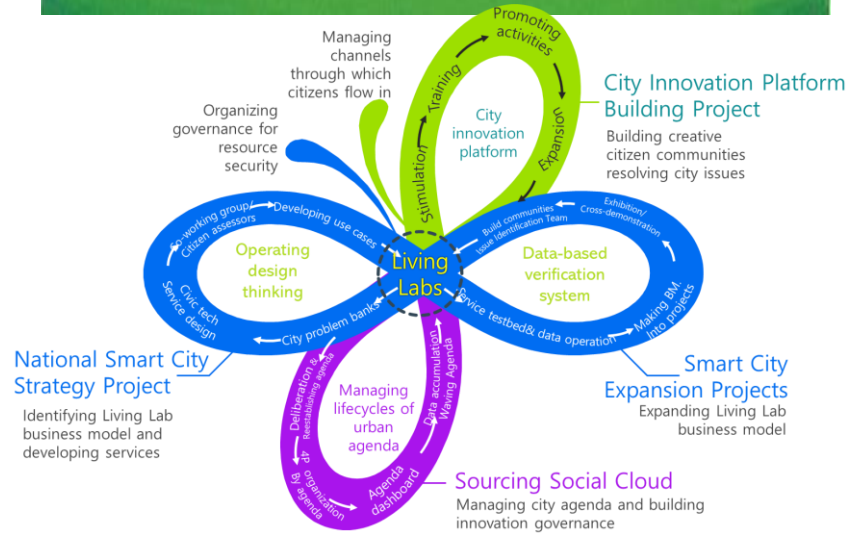 Promoting
activities
Training
Stimulation
Expansion
City
innovation
platform
Managing
channels
through which
citizens flow in
Organizing
governance for
resource
security
City Innovation Platform
Building Project
Building creative
citizen communities
resolving city issues
Co-working group/
Citizen assessors
Developing use cases
Operating
design
thinking
Civic tech
Service design
City problem banks
Living
Labs
Build communities
Issue Identification Team
Exhibition/
Cross-demonstration
Data-based
verification
system
Service testbed& data operation
Making BM.
Into projects
National Smart City
Strategy Project
Identifying Living Lab
business model and
developing services
Smart City
Expansion Projects
Expanding Living Lab
business model
Deliberation &
Reestablishing agenda
Managing
lifecycles of
urban
agenda
Data accumulation
Waving Agenda
4P organization
By agenda
Agenda
dashboard
Sourcing Social Cloud
Managing city agenda and building
innovation governance